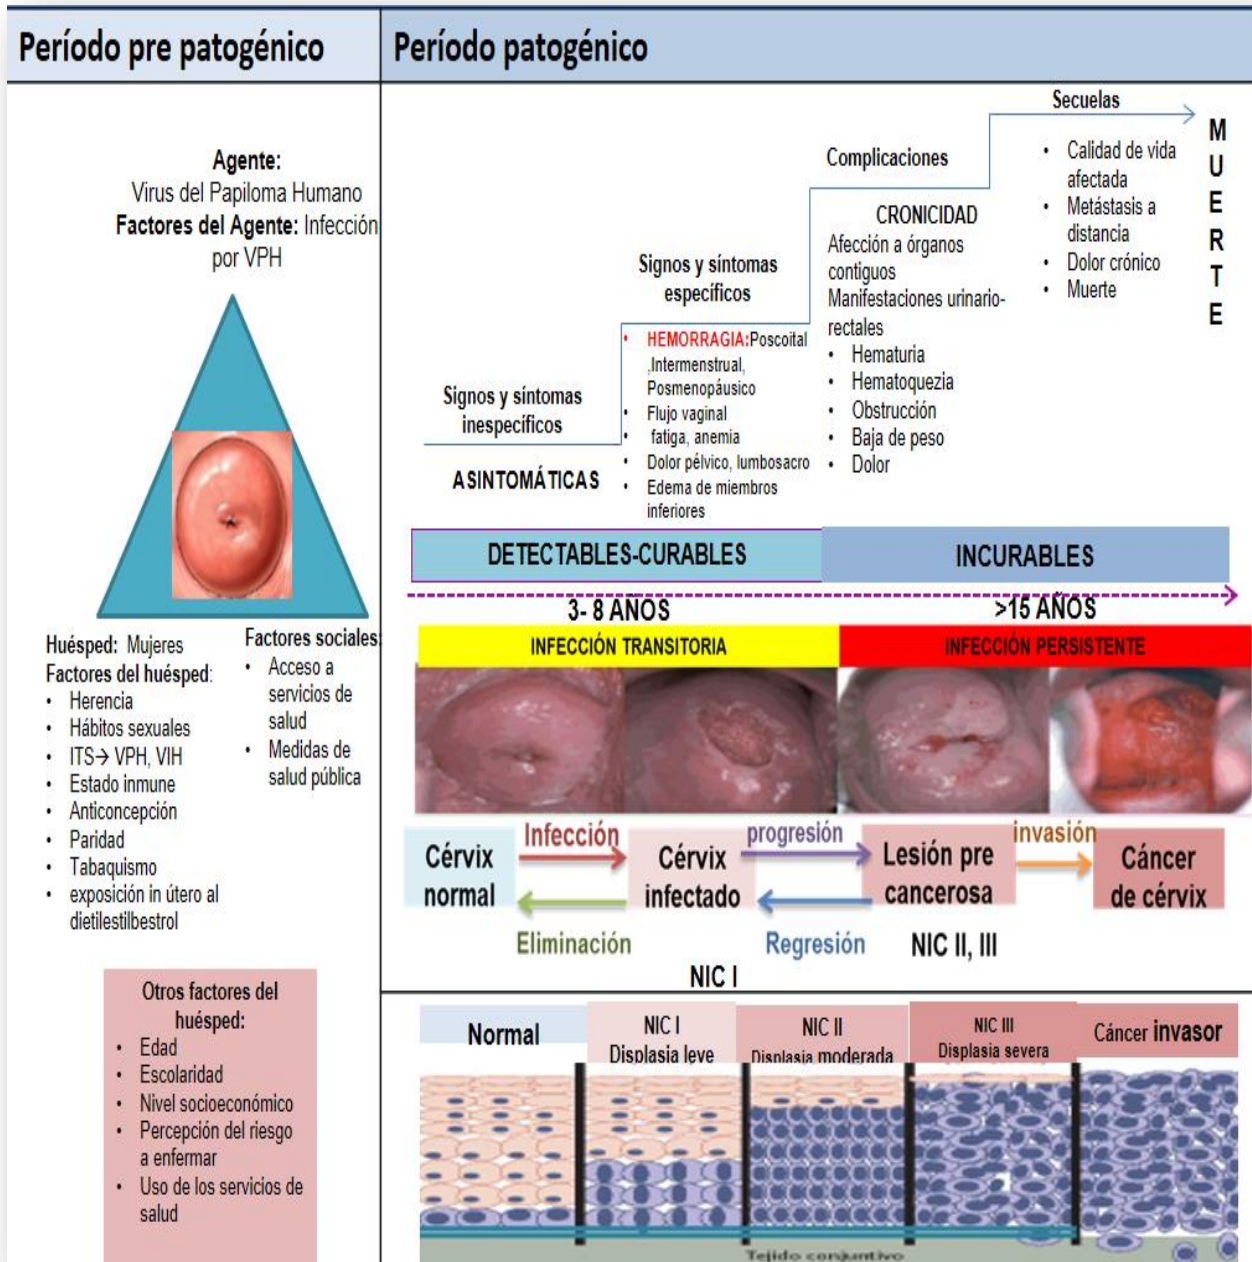 Período pre patogénico
Período patogénico
Agente:
Virus del Papiloma Humano
Factores del Agente: Infección
por VPH
Huésped: Mujeres
Factores del huésped:
• Herencia
• Hábitos sexuales
• ITS→ VPH, VIH
• Estado inmune
• Anticoncepción
• Paridad
• Tabaquismo
• exposición in útero al
dietilestilbestrol
Factores sociales:
• Acceso a
servicios de
salud
• Medidas de
salud pública
Otros factores del
huésped:
• Edad
• Escolaridad
• Nivel socioeconómico
• Percepción del riesgo
a enfermar
• Uso de los servicios de
salud
Signos y síntomas
inespecíficos
ASINTOMÁTICAS
Signos y síntomas
específicos
• HEMORRAGIA:Poscoital
,Intermenstrual,
Posmenopáusico
• Flujo vaginal
• fatiga, anemia
• Dolor pélvico, lumbosacro
• Edema de miembros
inferiores
Complicaciones
CRONICIDAD
Afección a órganos
contiguos
Manifestaciones urinario-
rectales
• Hematuria
• Hematoquezia
• Obstrucción
• Baja de peso
• Dolor
Secuelas
• Calidad de vida
afectada
• Metástasis a
distancia
• Dolor crónico
• Muerte
M
U
E
R
T
E
DETECTABLES-CURABLES
INCURABLES
3- 8 AÑOS
>15 AÑOS
INFECCIÓN TRANSITORIA
INFECCIÓN PERSISTENTE
Cérvix
normal
Infección
Eliminación
Cérvix
infectado
progresión
Regresión
Lesión pre
cancerosa
invasión
Cáncer
de cérvix
NIC II, III
NIC I
Normal
NIC I
Displasia leve
NIC II
Displasia moderada
NIC III
Displasia severa
Cáncer invasor
Tejido conjuntivo